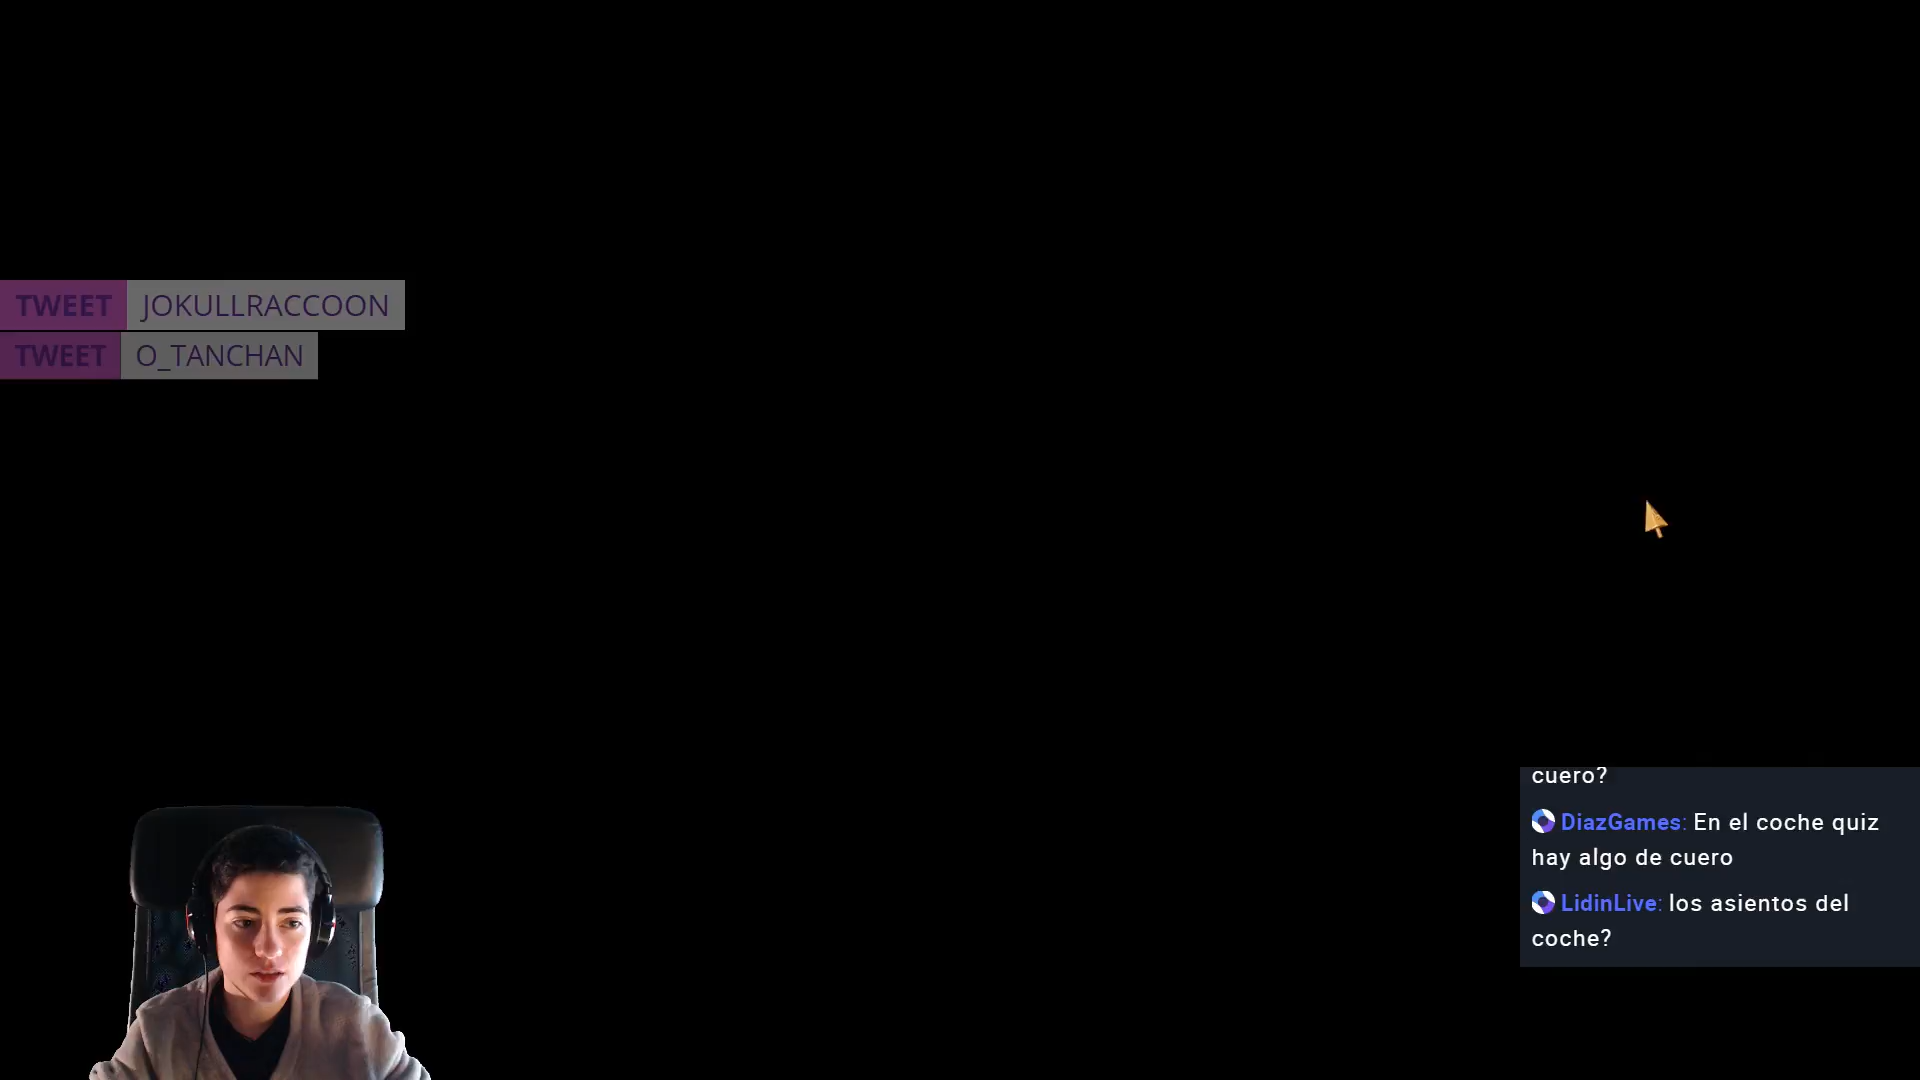 TWEET JOKULLRACCOON
TWEET O_TANCHAN
cuero?
DiazGames: En el coche quiz
hay algo de cuero
LidinLive: los asientos del
coche?